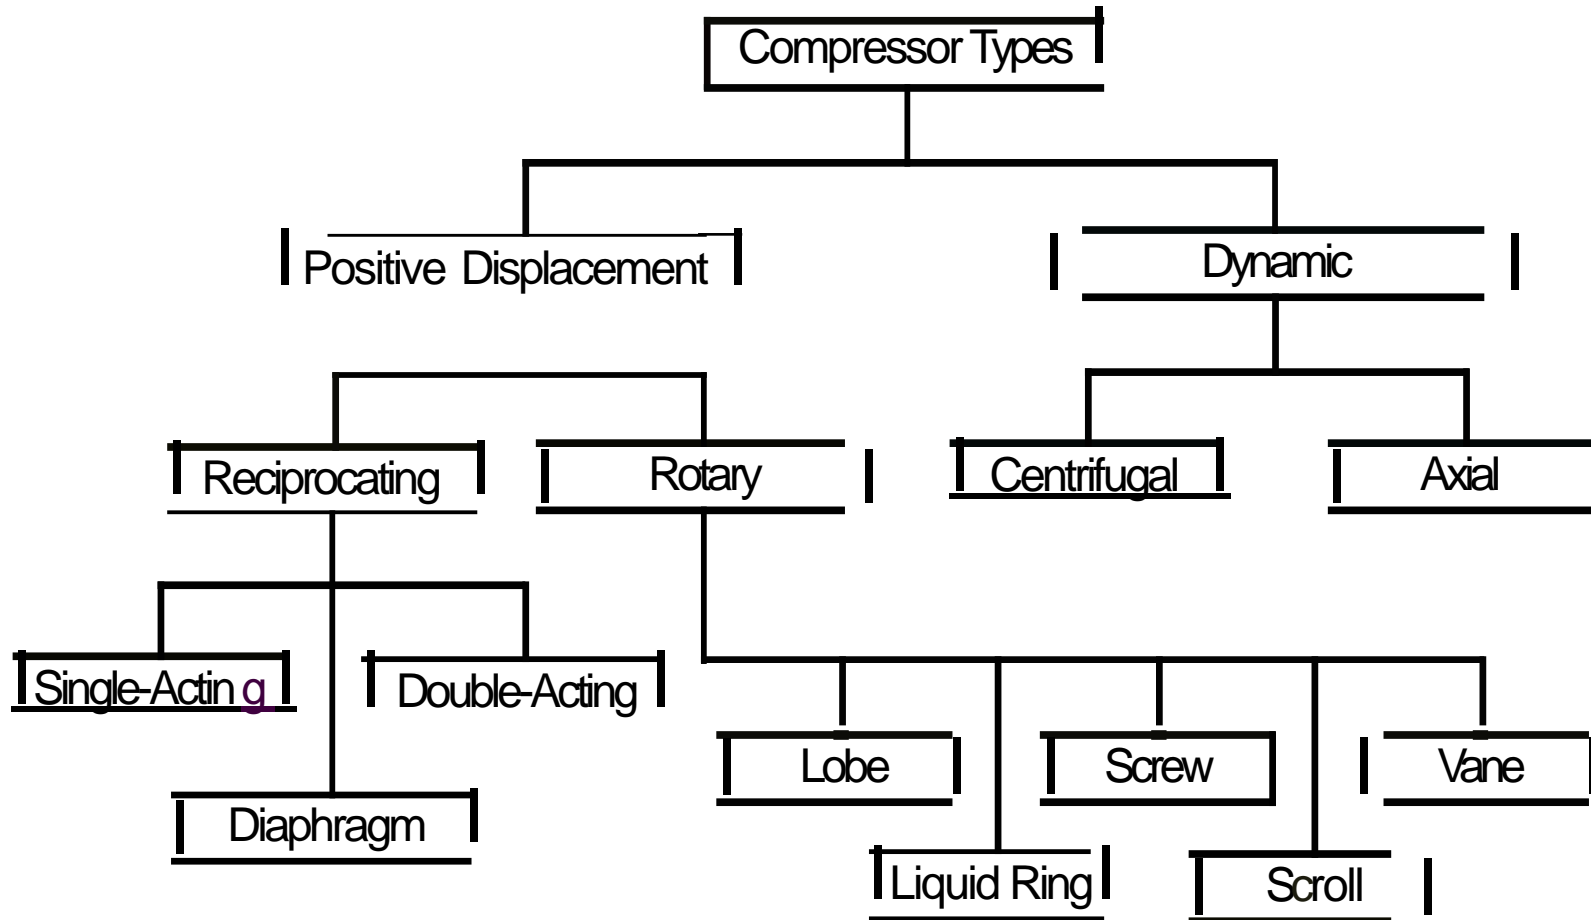 Compressor Types
Positive Displacement
Dynamic
Reciprocating
Rotary
Centrifugal
Axial
Single-Acting
Double-Acting
Lobe
Screw
Vane
Diaphragm
Liquid Ring
Scroll